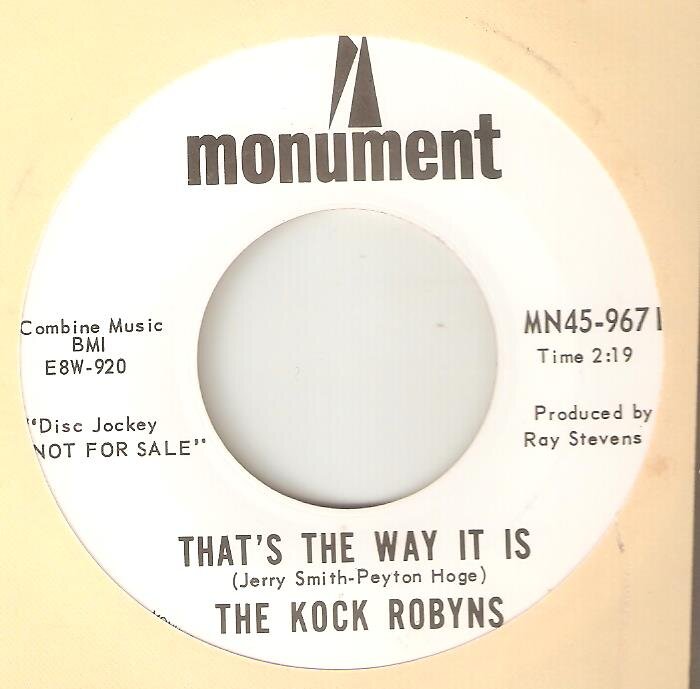 monument
Combine Music
BMI
E8W-920
"Disc Jockey
NOT FOR SALE"
MN45-967
Time 2:19
Produced by
Ray Stevens
THAT'S THE WAY IT IS
(Jerry Smith-Peyton Hoge)
THE KOCK ROBYNS